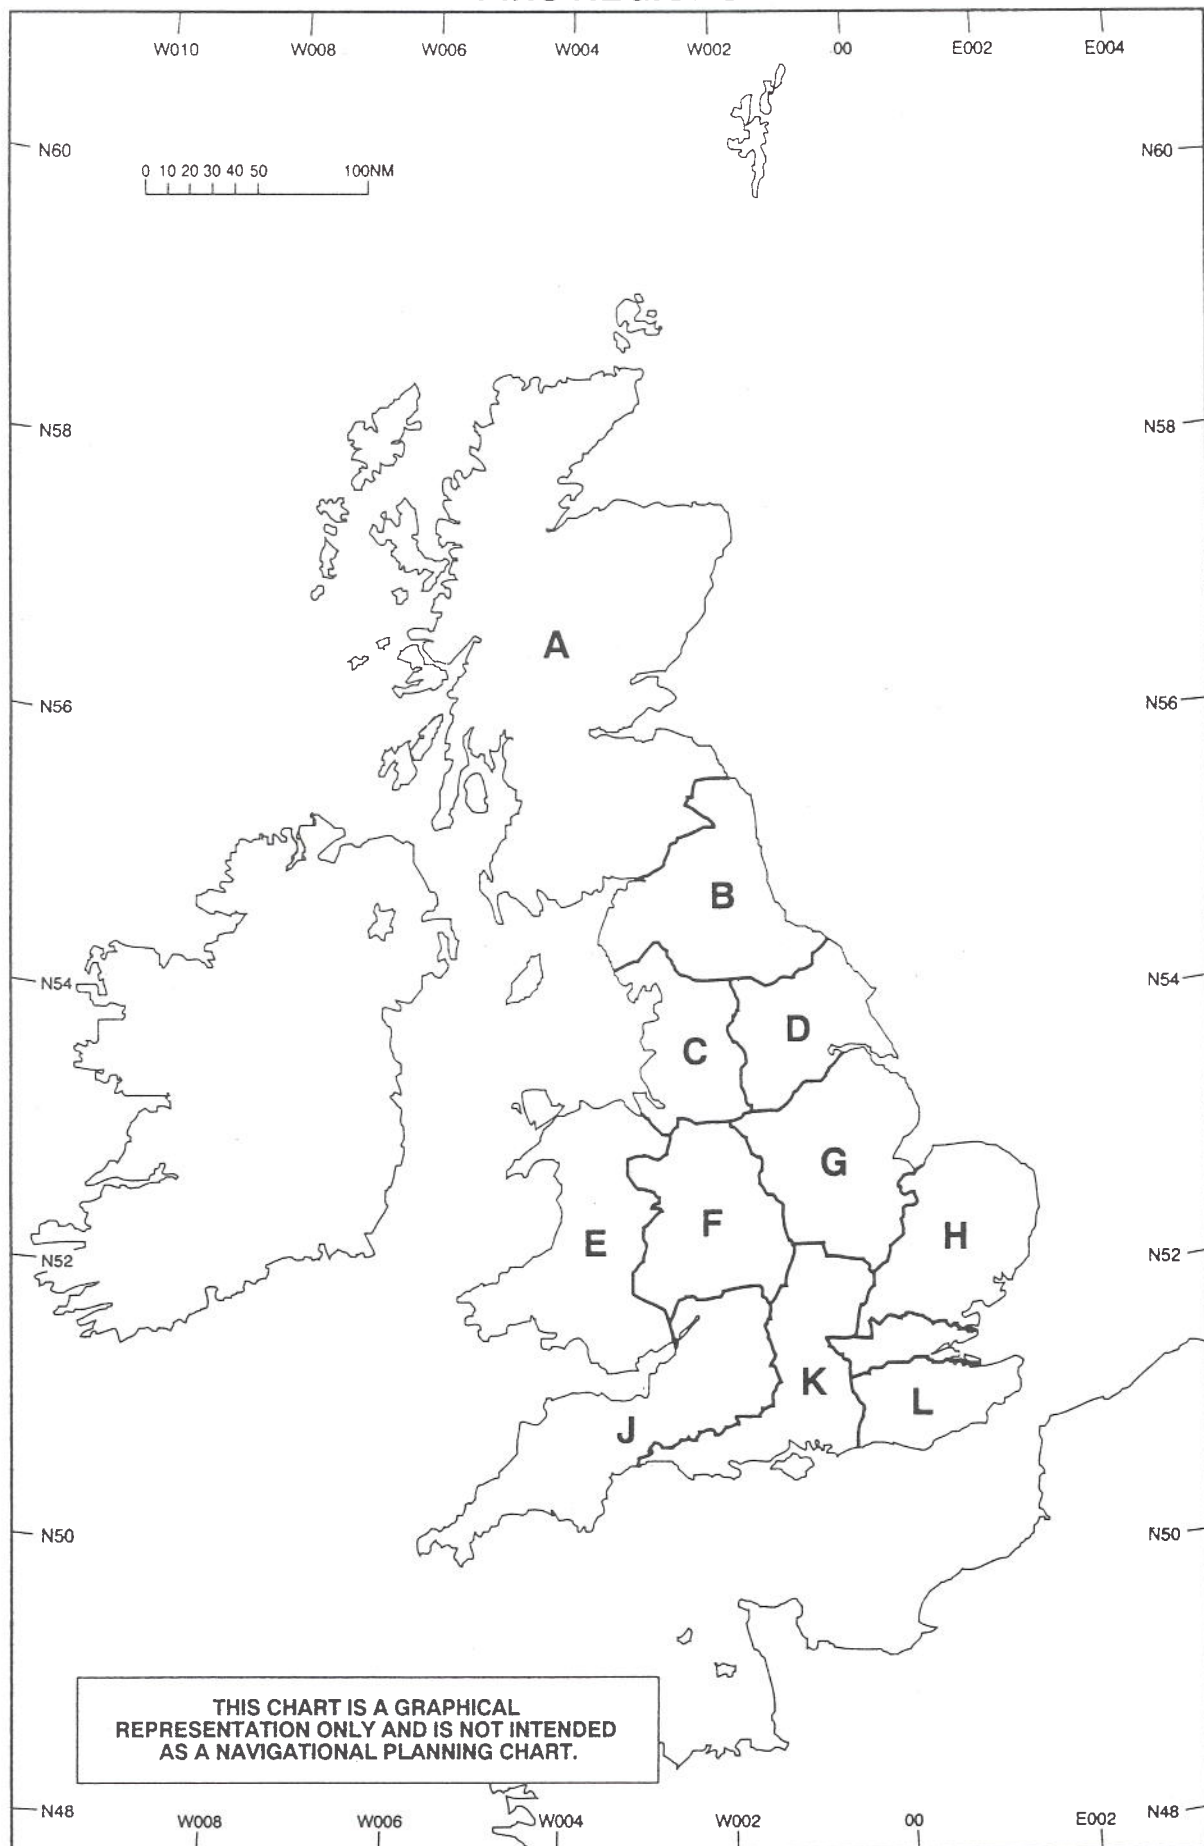 W010 W008 W006 W004 W002 00 E002 E004
N60 N60
0 10 20 30 40 50 100NM
N58 N58
A
N56 N56
B
N54 N54
D
C
G
F
H
E
N52 N52
K
L
J
N50 N50
THIS CHART IS A GRAPHICAL
REPRESENTATION ONLY AND IS NOT INTENDED
AS A NAVIGATIONAL PLANNING CHART.
N48 N48
W008 W006 W004 W002 00 E002